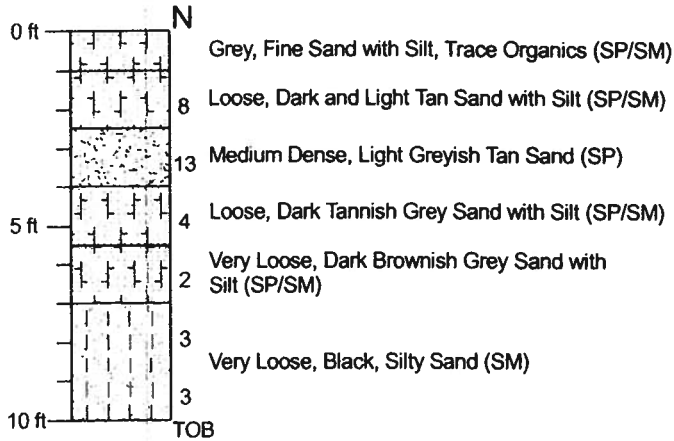 N
0 ft
Grey, Fine Sand with Silt, Trace Organics (SP/SM)
8 Loose, Dark and Light Tan Sand with Silt (SP/SM)
13 Medium Dense, Light Greyish Tan Sand (SP)
5 ft
4 Loose, Dark Tannish Grey Sand with Silt (SP/SM)
Very Loose, Dark Brownish Grey Sand with
2 Silt (SP/SM)
3
Very Loose, Black, Silty Sand (SM)
3
10 ft
TOB